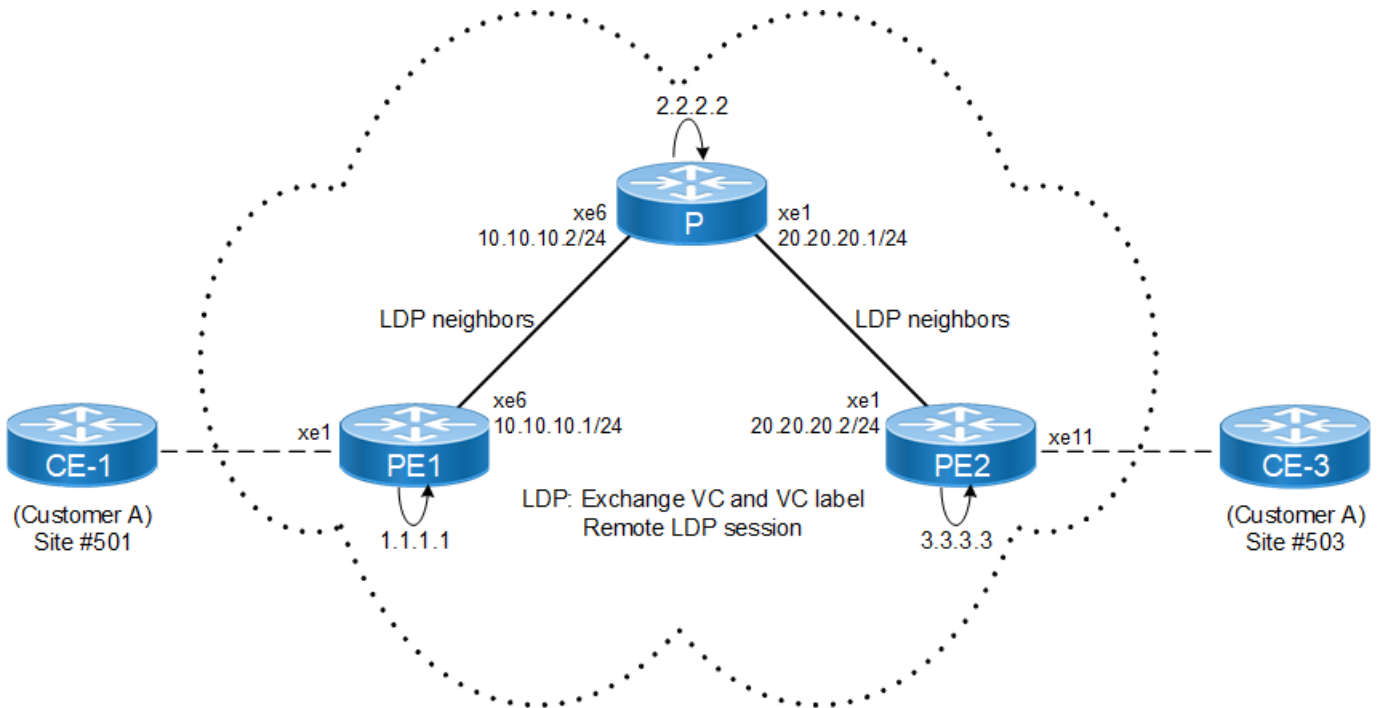 2.2.2.2
P
xe6
10.10.10.2/24
xe1
20.20.20.1/24
LDP neighbors
LDP neighbors
xe6
10.10.10.1/24
xe1
20.20.20.2/24
xe1
xe11
CE-1
PE1
PE2
CE-3
(Customer A)
Site #501
LDP: Exchange VC and VC label
Remote LDP session
(Customer A)
Site #503
1.1.1.1
3.3.3.3